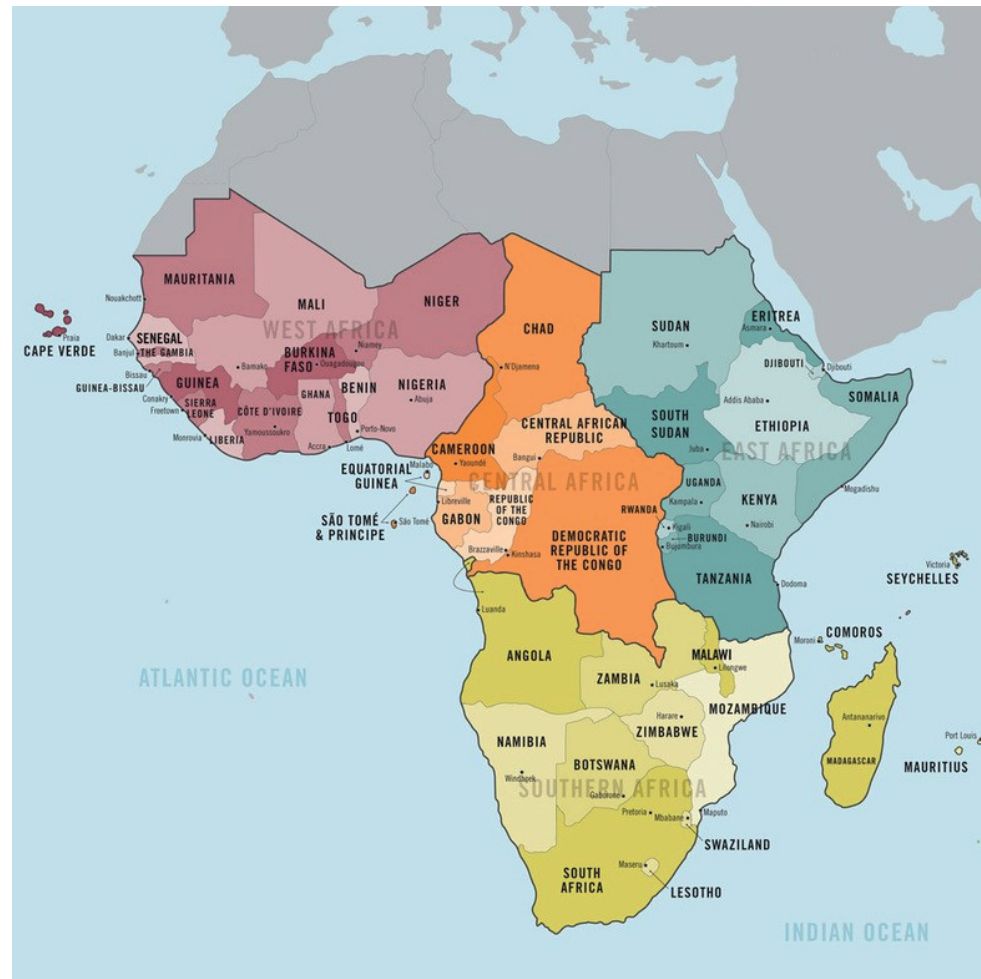 MAURITANIA
Nouakchott
MALI
WEST AFRICA
NIGER
CHAD
SUDAN
Khartoum
ERITREA
Asmara
CAPE VERDE
Praia
Dakar
SENEGAL
Banjul
THE GAMBIA
Bissau
GUINEA-BISSAU
Bamako
BURKINA
FASO
Niamey
Ouagadougou
N'Djamena
DJIBOUTI
Djibouti
SOMALIA
GUINEA
Conakry
SIERRA
LEONE
Freetown
CÔTE D'IVOIRE
Yamoussoukro
GHANA
BENIN
TOGO
NIGERIA
Abuja
Porto-Novo
Monrovia
LIBERIA
Accra
Lomé
CENTRAL AFRICAN
REPUBLIC
Bangui
SOUTH
SUDAN
Juba
Addis Ababa
ETHIOPIA
EAST AFRICA
CAMEROON
Yaoundé
Malabo
EQUATORIAL
GUINEA
CENTRAL AFRICA
Libreville
GABON
REPUBLIC
OF THE
CONGO
SÃO TOMÉ
& PRINCIPE
São Tomé
Brazzaville
Kinshasa
DEMOCRATIC
REPUBLIC OF
THE CONGO
UGANDA
Kampala
KENYA
Nairobi
Mogadishu
RWANDA
Kigali
BURUNDI
Bujumbura
TANZANIA
Dodoma
Victoria
SEYCHELLES
Luanda
ANGOLA
ATLANTIC OCEAN
ZAMBIA
Lusaka
MALAWI
Lilongwe
Moroni
COMOROS
MOZAMBIQUE
Harare
ZIMBABWE
NAMIBIA
Windapek
BOTSWANA
SOUTHERN AFRICA
Gaborone
Pretoria
Mbabane
Maputo
SWAZILAND
Antananarivo
MADAGASCAR
Port Louis
MAURITIUS
SOUTH
AFRICA
Maseru
LESOTHO
INDIAN OCEAN